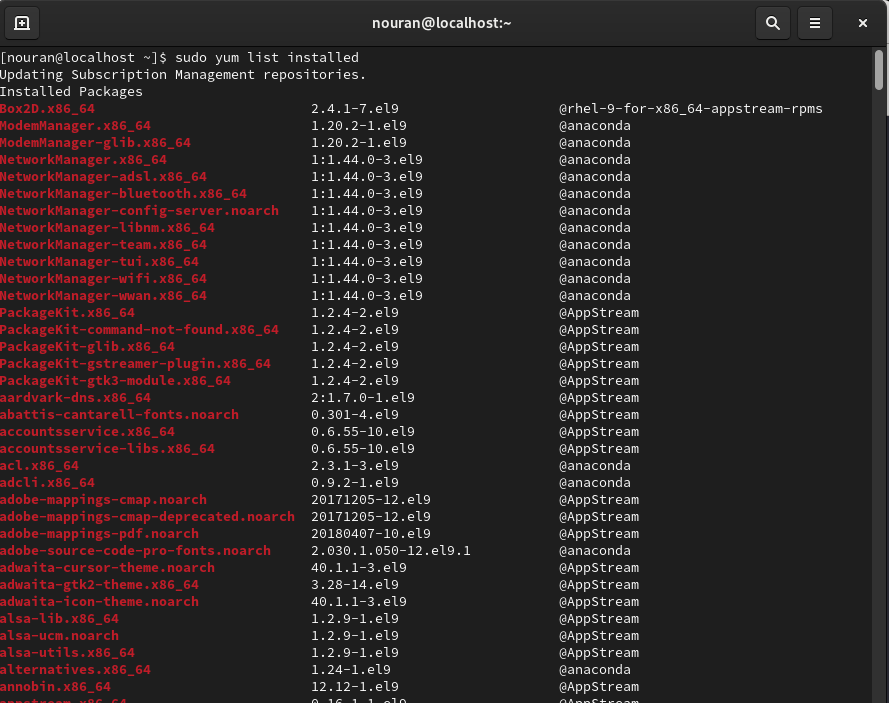 nouran@localhost:~
[nouran@localhost ~]$ sudo yum list installed
Updating Subscription Management repositories.
Installed Packages
Box2D.x86_64 2.4.1-7.el9 @rhel-9-for-x86_64-appstream-rpms
ModemManager.x86_64 1.20.2-1.el9 @anaconda
ModemManager-glib.x86_64 1.20.2-1.el9 @anaconda
NetworkManager.x86_64 1:1.44.0-3.el9 @anaconda
NetworkManager-adsl.x86_64 1:1.44.0-3.el9 @anaconda
NetworkManager-bluetooth.x86_64 1:1.44.0-3.el9 @anaconda
NetworkManager-config-server.noarch 1:1.44.0-3.el9 @anaconda
NetworkManager-libnm.x86_64 1:1.44.0-3.el9 @anaconda
NetworkManager-team.x86_64 1:1.44.0-3.el9 @anaconda
NetworkManager-tui.x86_64 1:1.44.0-3.el9 @anaconda
NetworkManager-wifi.x86_64 1:1.44.0-3.el9 @anaconda
NetworkManager-wwan.x86_64 1:1.44.0-3.el9 @anaconda
PackageKit.x86_64 1.2.4-2.el9 @AppStream
PackageKit-command-not-found.x86_64 1.2.4-2.el9 @AppStream
PackageKit-glib.x86_64 1.2.4-2.el9 @AppStream
PackageKit-gstreamer-plugin.x86_64 1.2.4-2.el9 @AppStream
PackageKit-gtk3-module.x86_64 1.2.4-2.el9 @AppStream
aardvark-dns.x86_64 2:1.7.0-1.el9 @AppStream
abattis-cantarell-fonts.noarch 0.301-4.el9 @AppStream
accountsservice.x86_64 0.6.55-10.el9 @AppStream
accountsservice-libs.x86_64 0.6.55-10.el9 @AppStream
acl.x86_64 2.3.1-3.el9 @anaconda
adcli.x86_64 0.9.2-1.el9 @anaconda
adobe-mappings-cmap.noarch 20171205-12.el9 @AppStream
adobe-mappings-cmap-deprecated.noarch 20171205-12.el9 @AppStream
adobe-mappings-pdf.noarch 20180407-10.el9 @AppStream
adobe-source-code-pro-fonts.noarch 2.030.1.050-12.el9.1 @anaconda
adwaita-cursor-theme.noarch 40.1.1-3.el9 @AppStream
adwaita-gtk2-theme.x86_64 3.28-14.el9 @AppStream
adwaita-icon-theme.noarch 40.1.1-3.el9 @AppStream
alsa-lib.x86_64 1.2.9-1.el9 @AppStream
alsa-ucm.noarch 1.2.9-1.el9 @AppStream
alsa-utils.x86_64 1.2.9-1.el9 @AppStream
alternatives.x86_64 1.24-1.el9 @anaconda
annobin.x86_64 12.12-1.el9 @AppStream